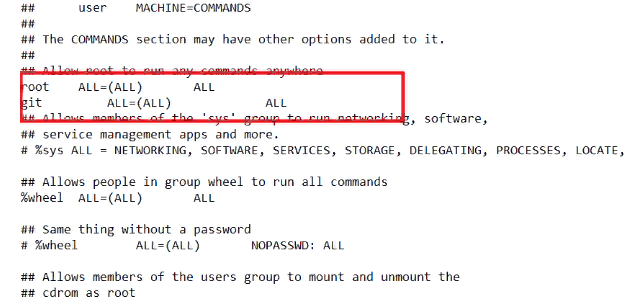 ##      user    MACHINE=COMMANDS
##
## The COMMANDS section may have other options added to it.
##
## Allow root to run any commands anywhere
root    ALL=(ALL)       ALL
git         ALL=(ALL)             ALL
## Allows members of the 'sys' group to run networking, software,
## service management apps and more.
# %sys ALL = NETWORKING, SOFTWARE, SERVICES, STORAGE, DELEGATING, PROCESSES, LOCATE,
## Allows people in group wheel to run all commands
%wheel  ALL=(ALL)       ALL
## Same thing without a password
# %wheel        ALL=(ALL)       NOPASSWD: ALL
## Allows members of the users group to mount and unmount the
## cdrom as root